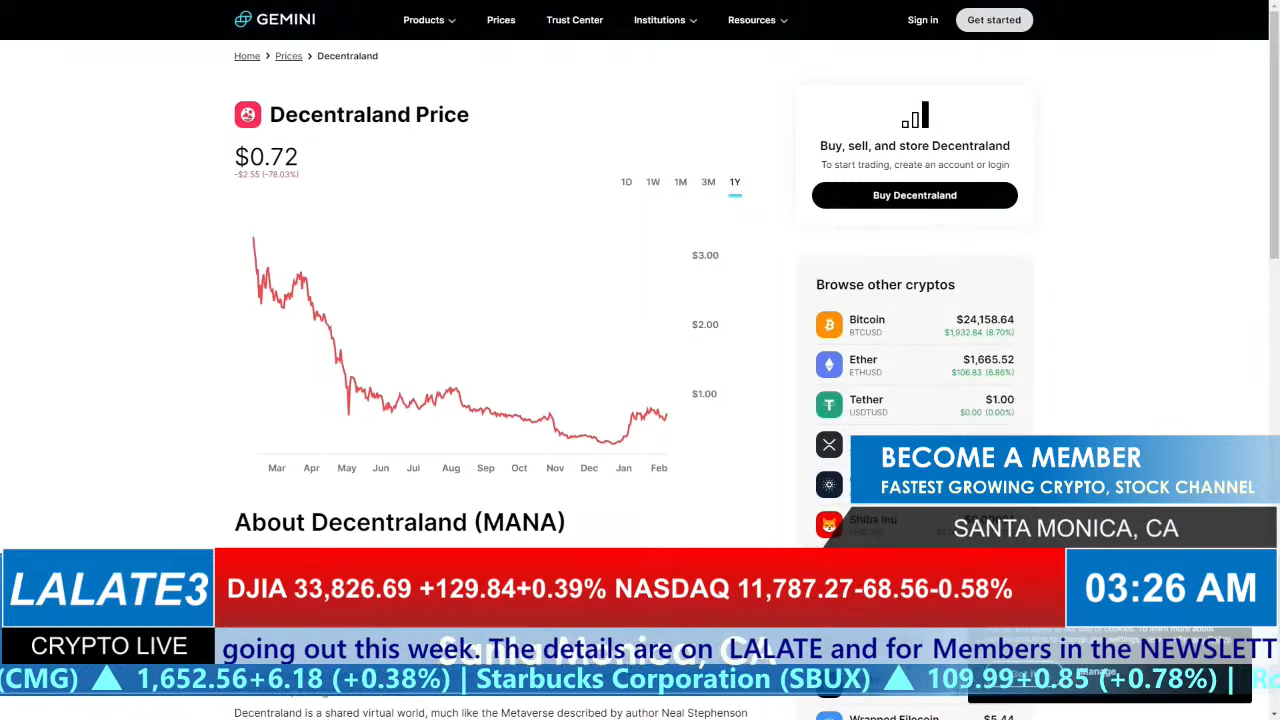 GEMINI
Products
Prices
Trust Center
Institutions
Resources
Sign in
Get started
Home
Prices
Decentraland
Decentraland Price
$0.72
-$2.55 (-78.03%)
1D 1W 1M 3M 1Y
$3.00
$2.00
$1.00
Mar Apr May Jun Jul Aug Sep Oct Nov Dec Jan Feb
Buy, sell, and store Decentraland
To start trading, create an account or login
Buy Decentraland
Browse other cryptos
Bitcoin $24,158.64
BTCUSD $1,932.84 (8.70%)
Ether $1,665.52
ETHUSD $106.83 (6.86%)
Tether $1.00
USDTUSD $0.00 (0.00%)
Shiba Inu
BECOME A MEMBER
FASTEST GROWING CRYPTO, STOCK CHANNEL
SANTA MONICA, CA
About Decentraland (MANA)
LALATE3
DJIA 33,826.69 +129.84+0.39% NASDAQ 11,787.27-68.56-0.58%
03:26 AM
CRYPTO LIVE
going out this week. The details are on LALATE and for Members in the NEWSLETT
Santa Monica, CA
Manage
(CMG) ▲ 1,652.56+6.18 (+0.38%) | Starbucks Corporation (SBUX) ▲ 109.99+0.85 (+0.78%) |
Decentraland is a shared virtual world, much like the Metaverse described by author Neal Stephenson
Wrapped Filecoin $5.44